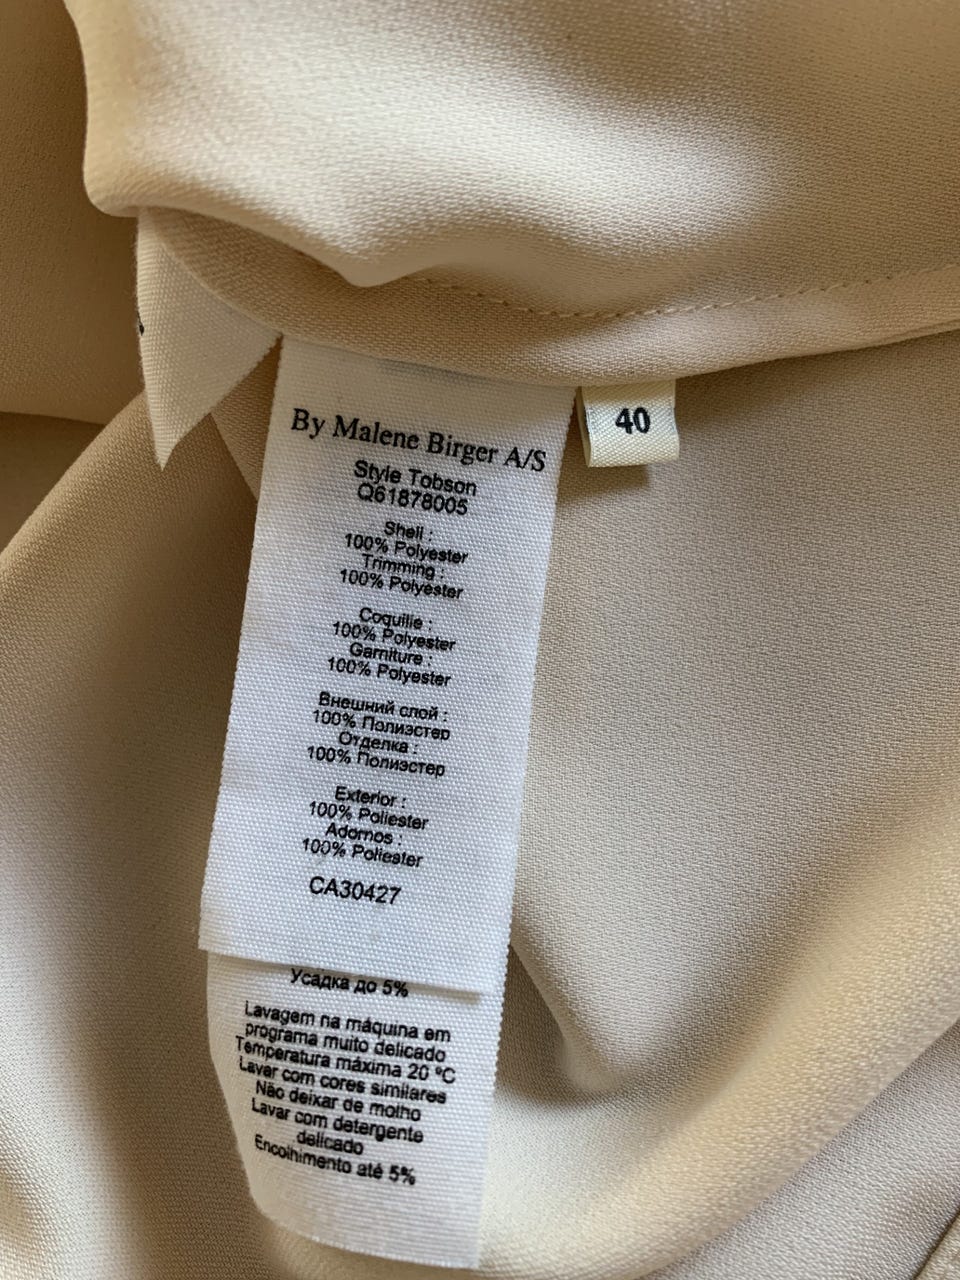 By Malene Birger A/S
40
Style Tobson
Q61878005
Shell :
100% Polyester
Trimming :
100% Polyester
Coquille :
100% Polyester
Garniture :
100% Polyester
Внешний слой :
100% Полиэстер
Отделка :
100% Полиэстер
Exterior :
100% Poliester
Adornos :
100% Poliester
CA30427
Усадка до 5%
Lavagem na máquina em
programa muito delicado
Temperatura máxima 20 ºC
Lavar com cores similares
Não deixar de molho
Lavar com detergente
delicado
Encolhimento até 5%